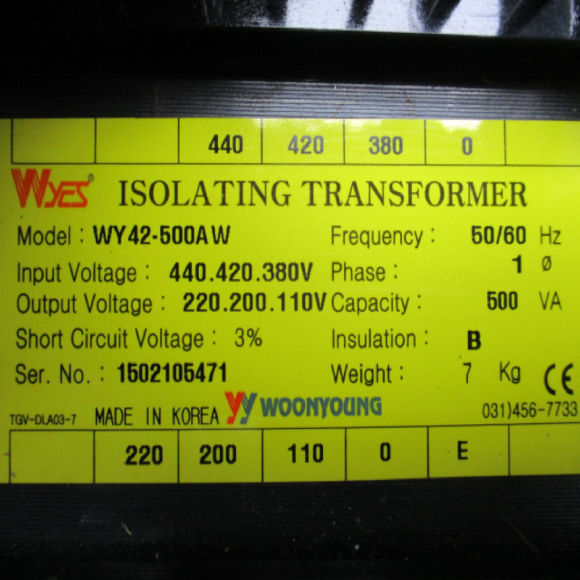 440 420 380 0
WYES® ISOLATING TRANSFORMER
Model : WY42-500AW Frequency : 50/60 Hz
Input Voltage : 440.420.380V Phase : 1 Ø
Output Voltage : 220.200.110V Capacity : 500 VA
Short Circuit Voltage : 3% Insulation : B
Ser. No. : 1502105471 Weight : 7 Kg CE
TGV-DLA03-7 MADE IN KOREA YY WOONYOUNG 031)456-7733
220 200 110 0 E